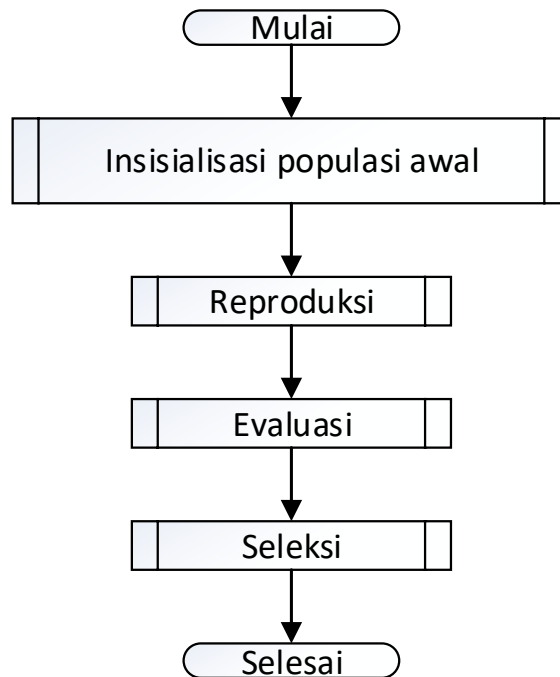 Mulai
Insisialisasi populasi awal
Reproduksi
Evaluasi
Seleksi
Selesai